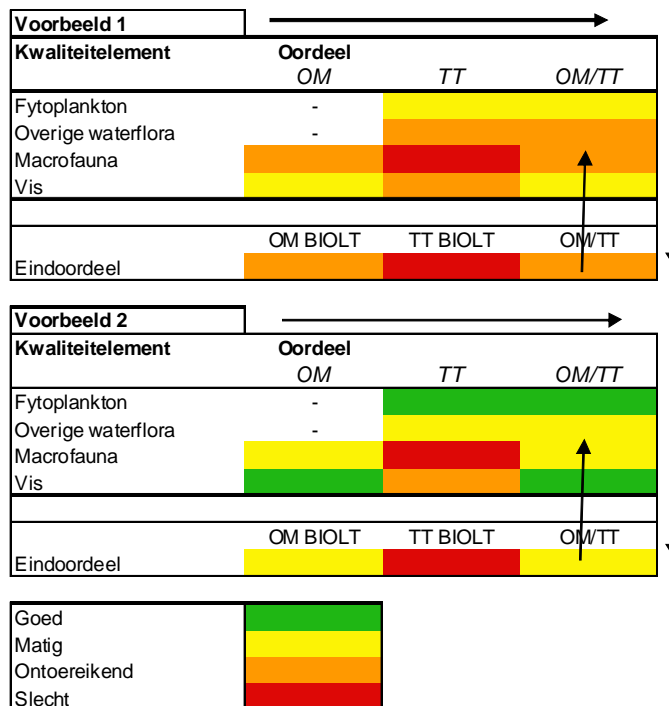 Voorbeeld 1
Kwaliteitelement Oordeel
OM TT OM/TT
Fytoplankton -
Overige waterflora -
Macrofauna
Vis
OM BIOLT TT BIOLT OM/TT
Eindoordeel
Voorbeeld 2
Kwaliteitelement Oordeel
OM TT OM/TT
Fytoplankton -
Overige waterflora -
Macrofauna
Vis
OM BIOLT TT BIOLT OM/TT
Eindoordeel
Goed
Matig
Ontoereikend
Slecht